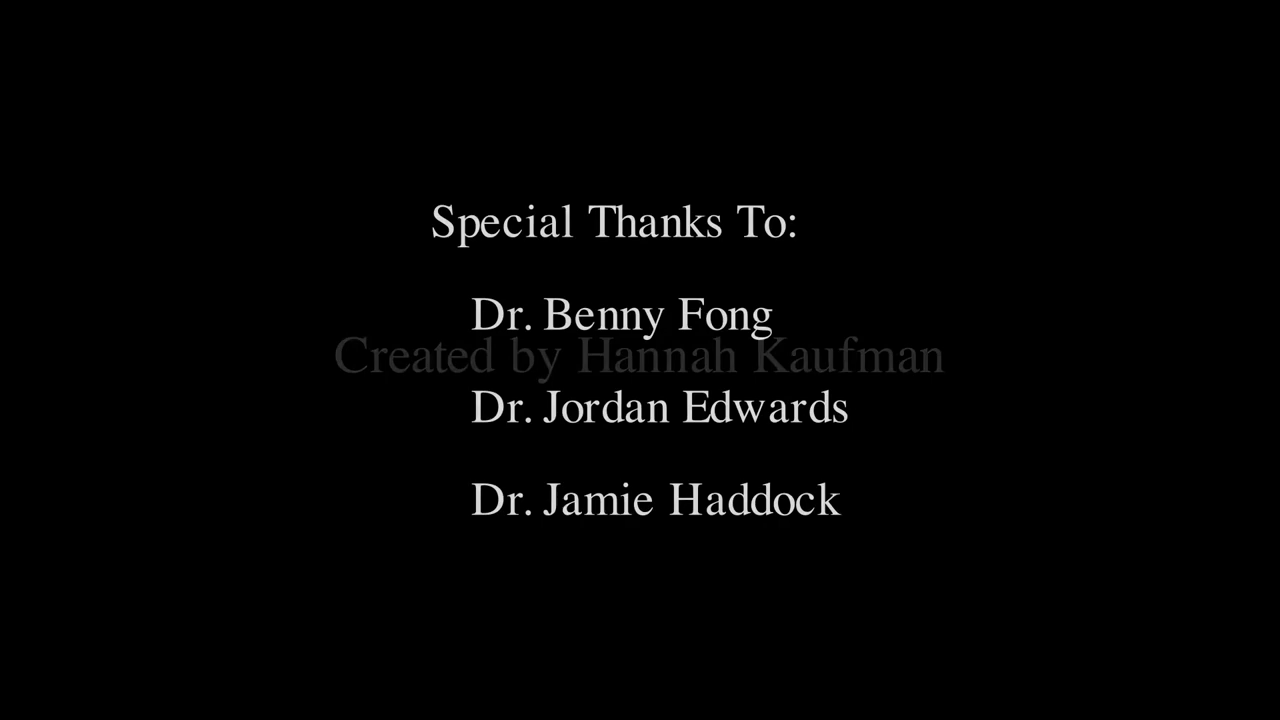 Special Thanks To:
Dr. Benny Fong
Created by Hannah Kaufman
Dr. Jordan Edwards
Dr. Jamie Haddock